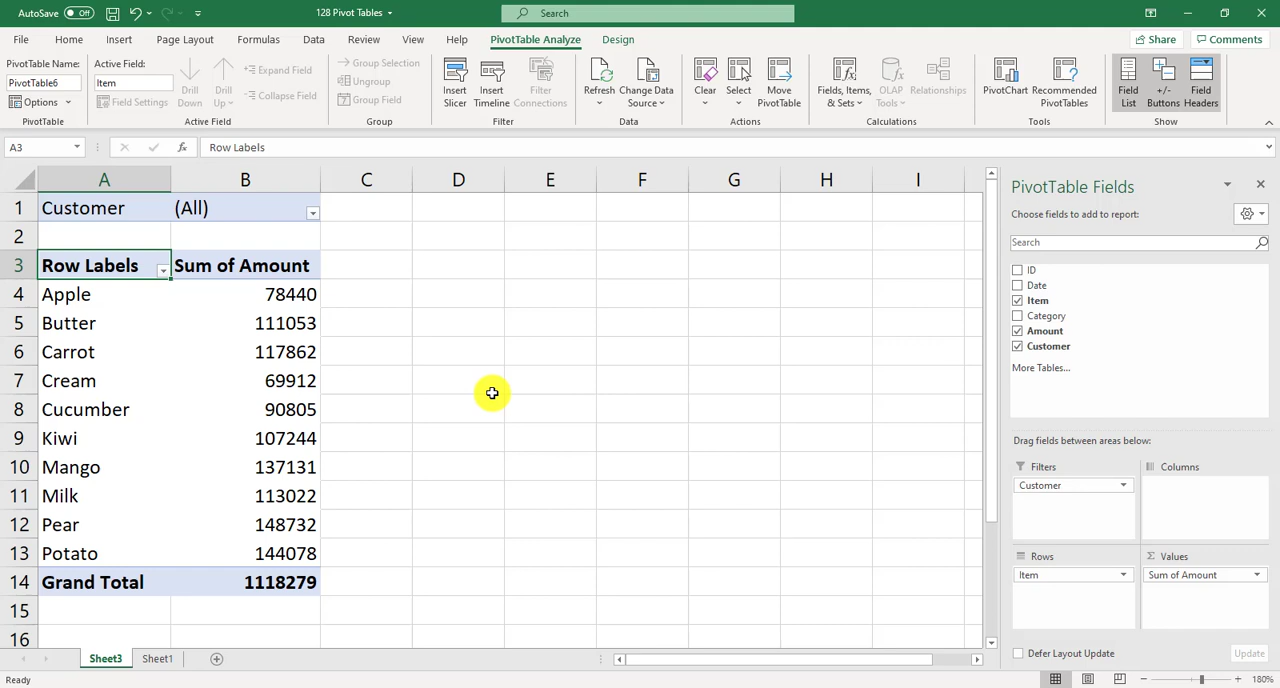 AutoSave Off 128 Pivot Tables Search
File Home Insert Page Layout Formulas Data Review View Help PivotTable Analyze Design Share Comments
PivotTable Name:
PivotTable6
Options
PivotTable
Active Field:
Item
Field Settings
Drill Down
Drill Up
Expand Field
Collapse Field
Active Field
Group Selection
Ungroup
Group Field
Group
Insert Slicer
Insert Timeline
Filter Connections
Filter
Refresh
Change Data Source
Data
Clear
Select
Move PivotTable
Actions
Fields, Items, & Sets
OLAP Tools
Relationships
Calculations
PivotChart
Recommended PivotTables
Tools
Field List
+/- Buttons
Field Headers
Show
A3 fx Row Labels
A B C D E F G H I
1 Customer (All)
2
3 Row Labels Sum of Amount
4 Apple 78440
5 Butter 111053
6 Carrot 117862
7 Cream 69912
8 Cucumber 90805
9 Kiwi 107244
10 Mango 137131
11 Milk 113022
12 Pear 148732
13 Potato 144078
14 Grand Total 1118279
15
16
PivotTable Fields
Choose fields to add to report:
Search
ID
Date
Item
Category
Amount
Customer
More Tables...
Drag fields between areas below:
Filters Columns
Customer
Rows Σ Values
Item Sum of Amount
Defer Layout Update Update
Sheet3 Sheet1
Ready 180%